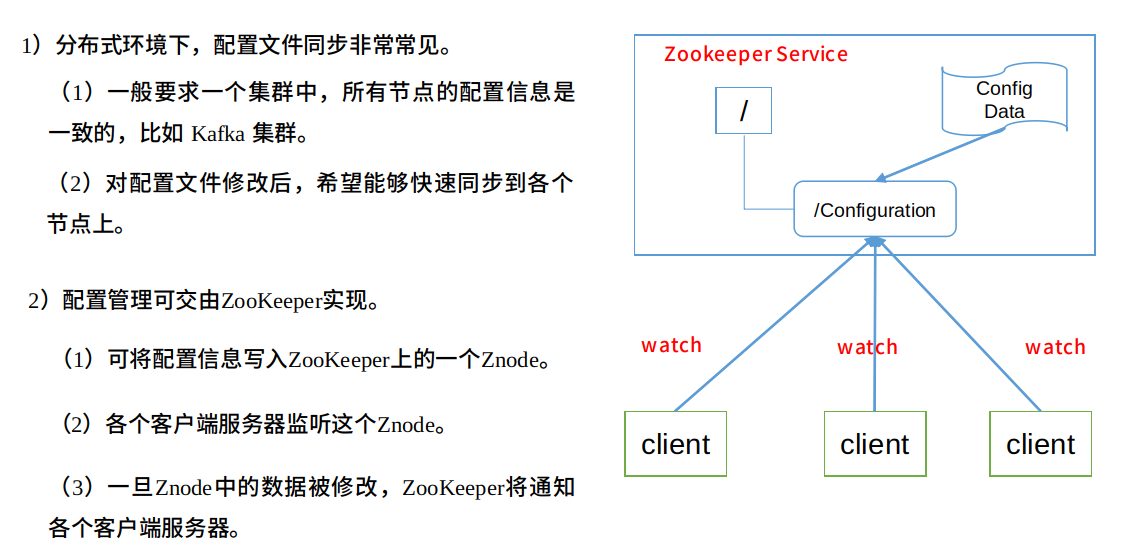 1）分布式环境下，配置文件同步非常常见。
（1）一般要求一个集群中，所有节点的配置信息是
一致的，比如 Kafka 集群。
（2）对配置文件修改后，希望能够快速同步到各个
节点上。
2）配置管理可交由ZooKeeper实现。
（1）可将配置信息写入ZooKeeper上的一个Znode。
（2）各个客户端服务器监听这个Znode。
（3）一旦Znode中的数据被修改，ZooKeeper将通知
各个客户端服务器。
Zookeeper Service
/
Config
Data
/Configuration
watch
watch
watch
client
client
client